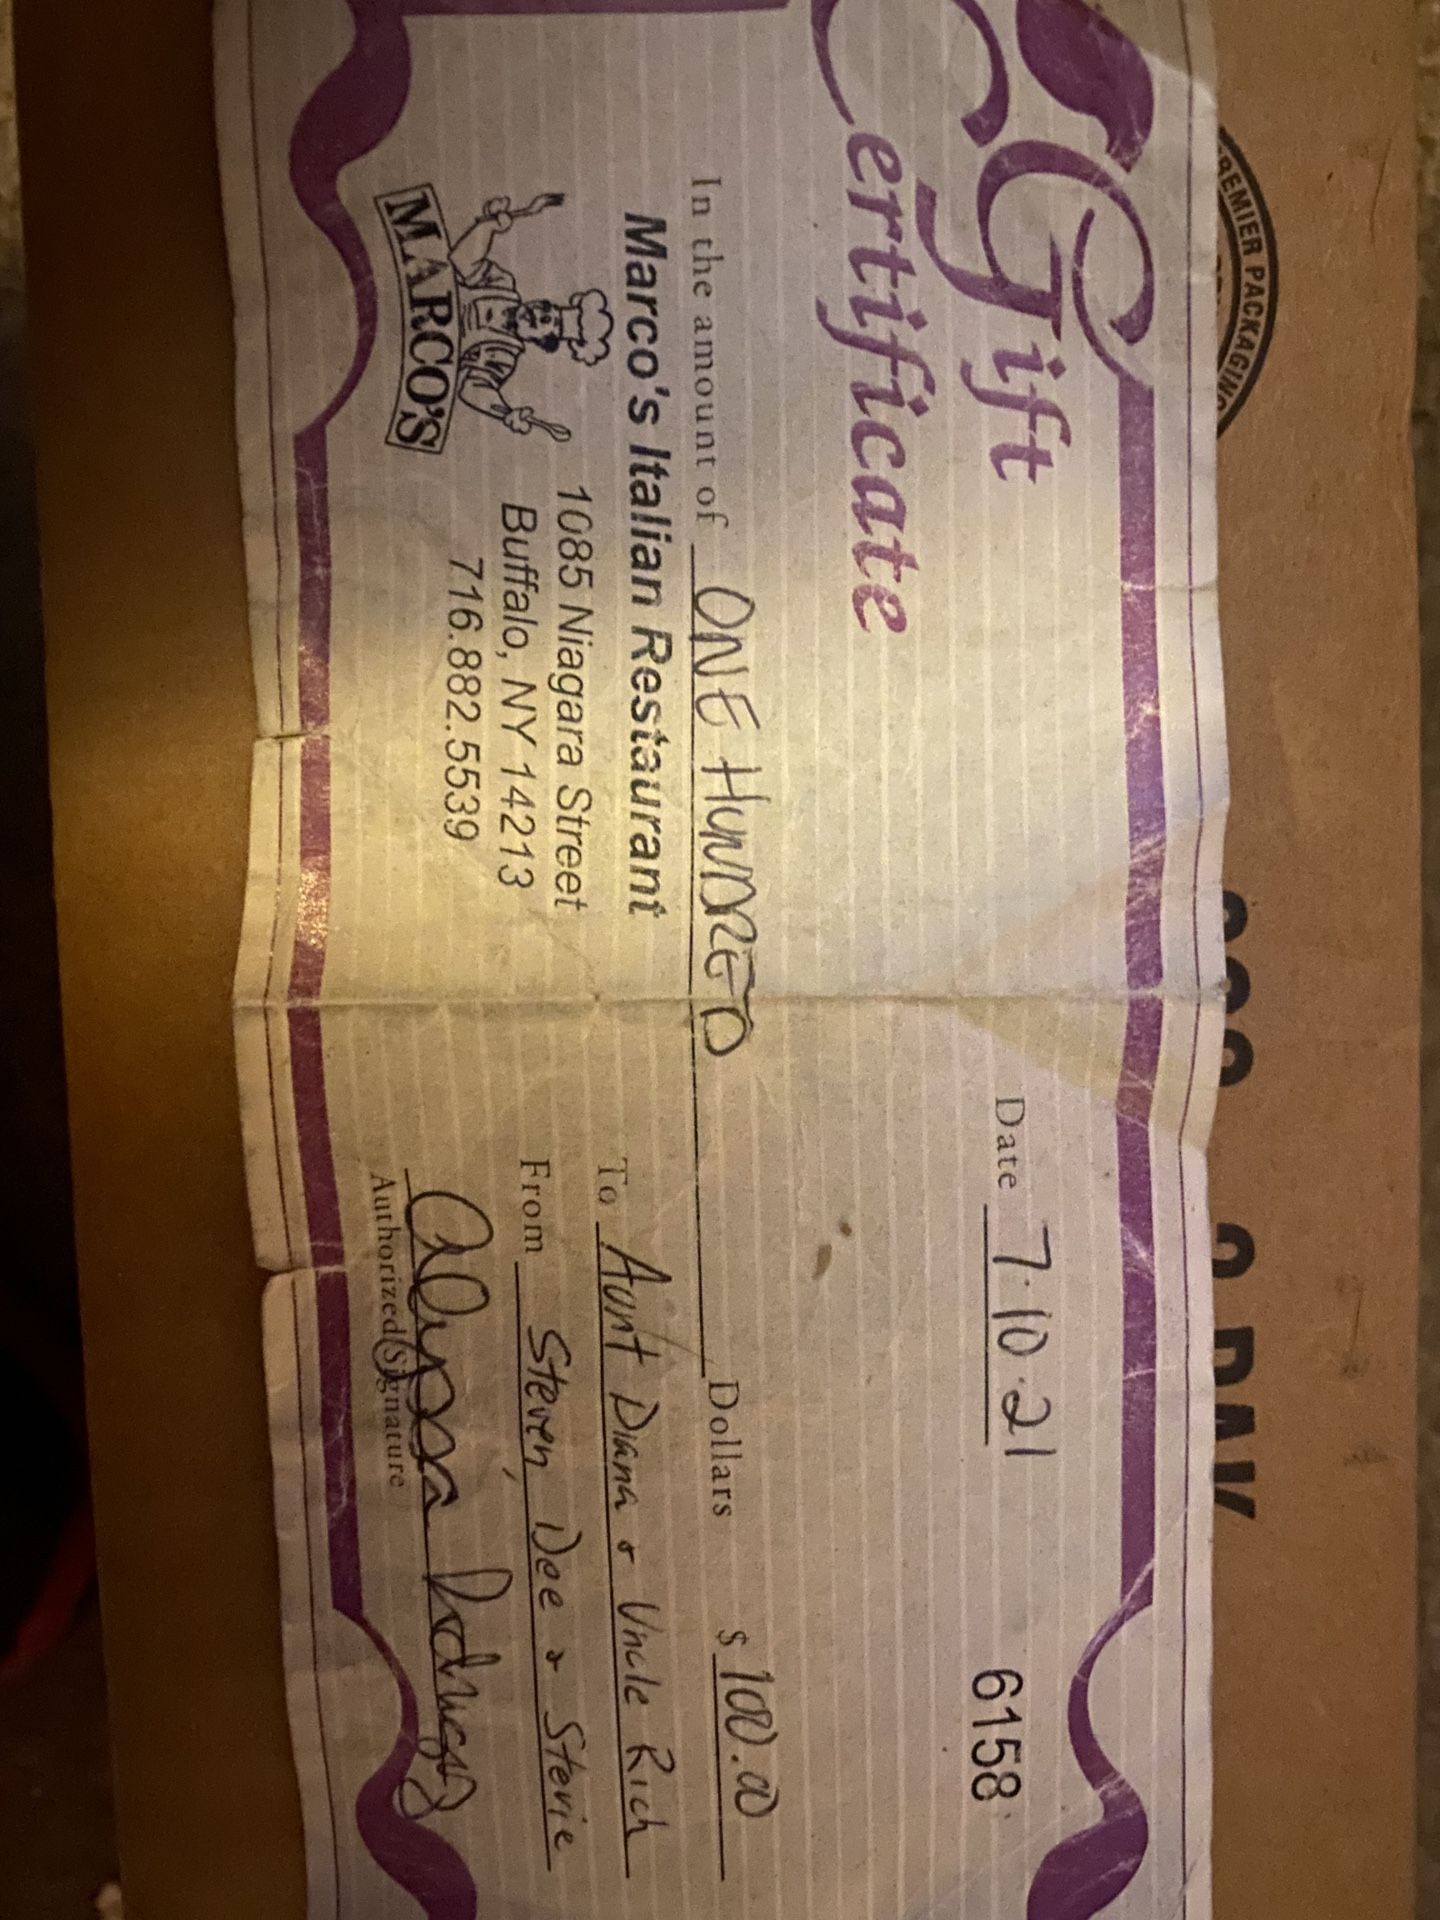 Gift
Certificate
Date 7.10.21
6158
In the amount of ONE HUNDRED Dollars $ 100.00
Marco's Italian Restaurant
1085 Niagara Street
Buffalo, NY 14213
716.882.5539
MARCO'S
To Aunt Diana & Uncle Rich
From Steven, Dee & Stevie
Authorized Signature
PREMIER PACKAGING